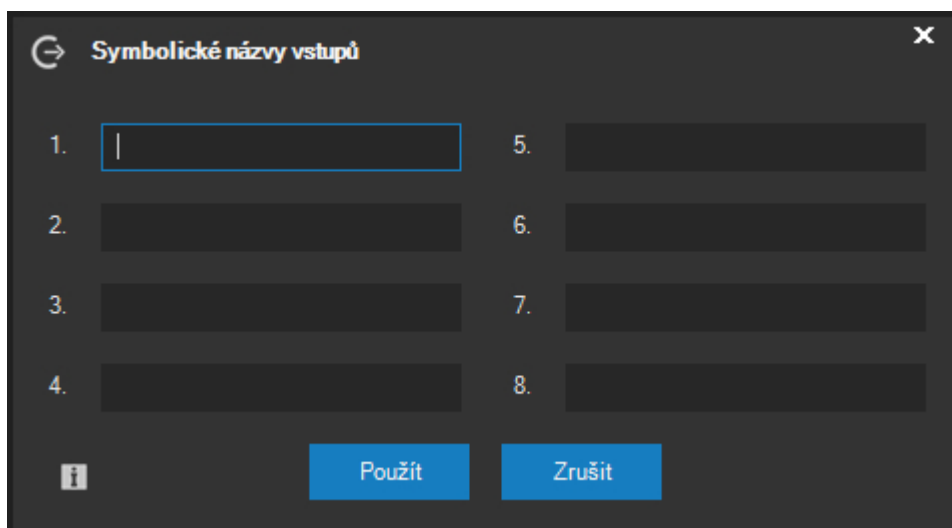 Symbolické názvy vstupů
1.
2.
3.
4.
5.
6.
7.
8.
Použít
Zrušit